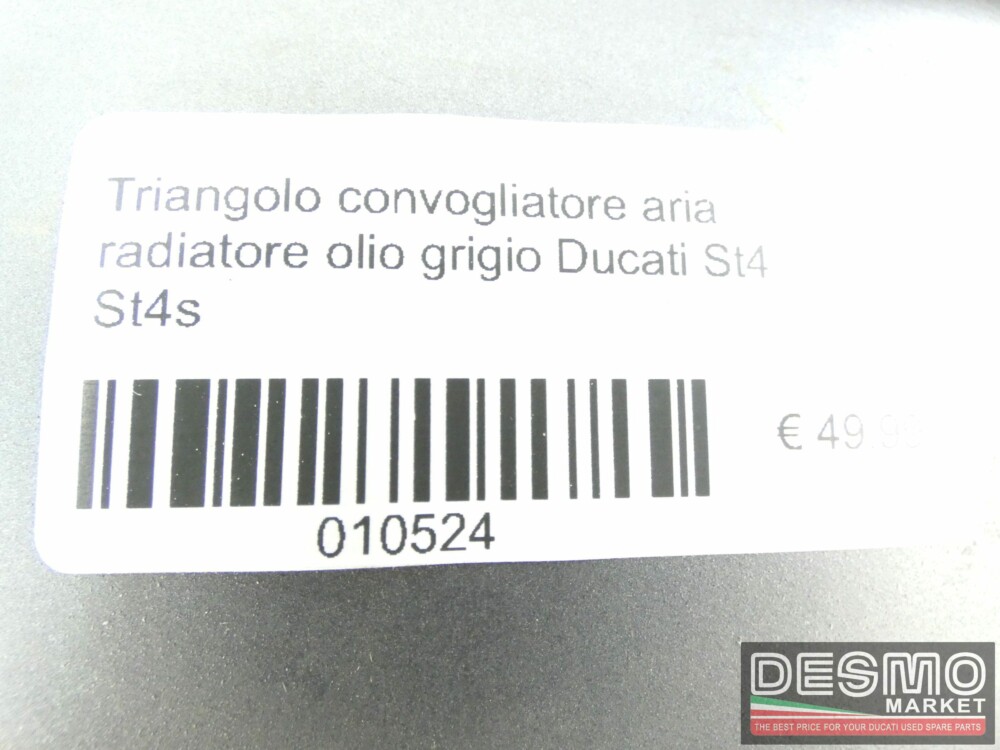 Triangolo convogliatore aria
radiatore olio grigio Ducati St4
St4s
€
010524
DESMO
MARKET
THE BEST PRICE FOR YOUR DUCATI USED SPARE PARTS